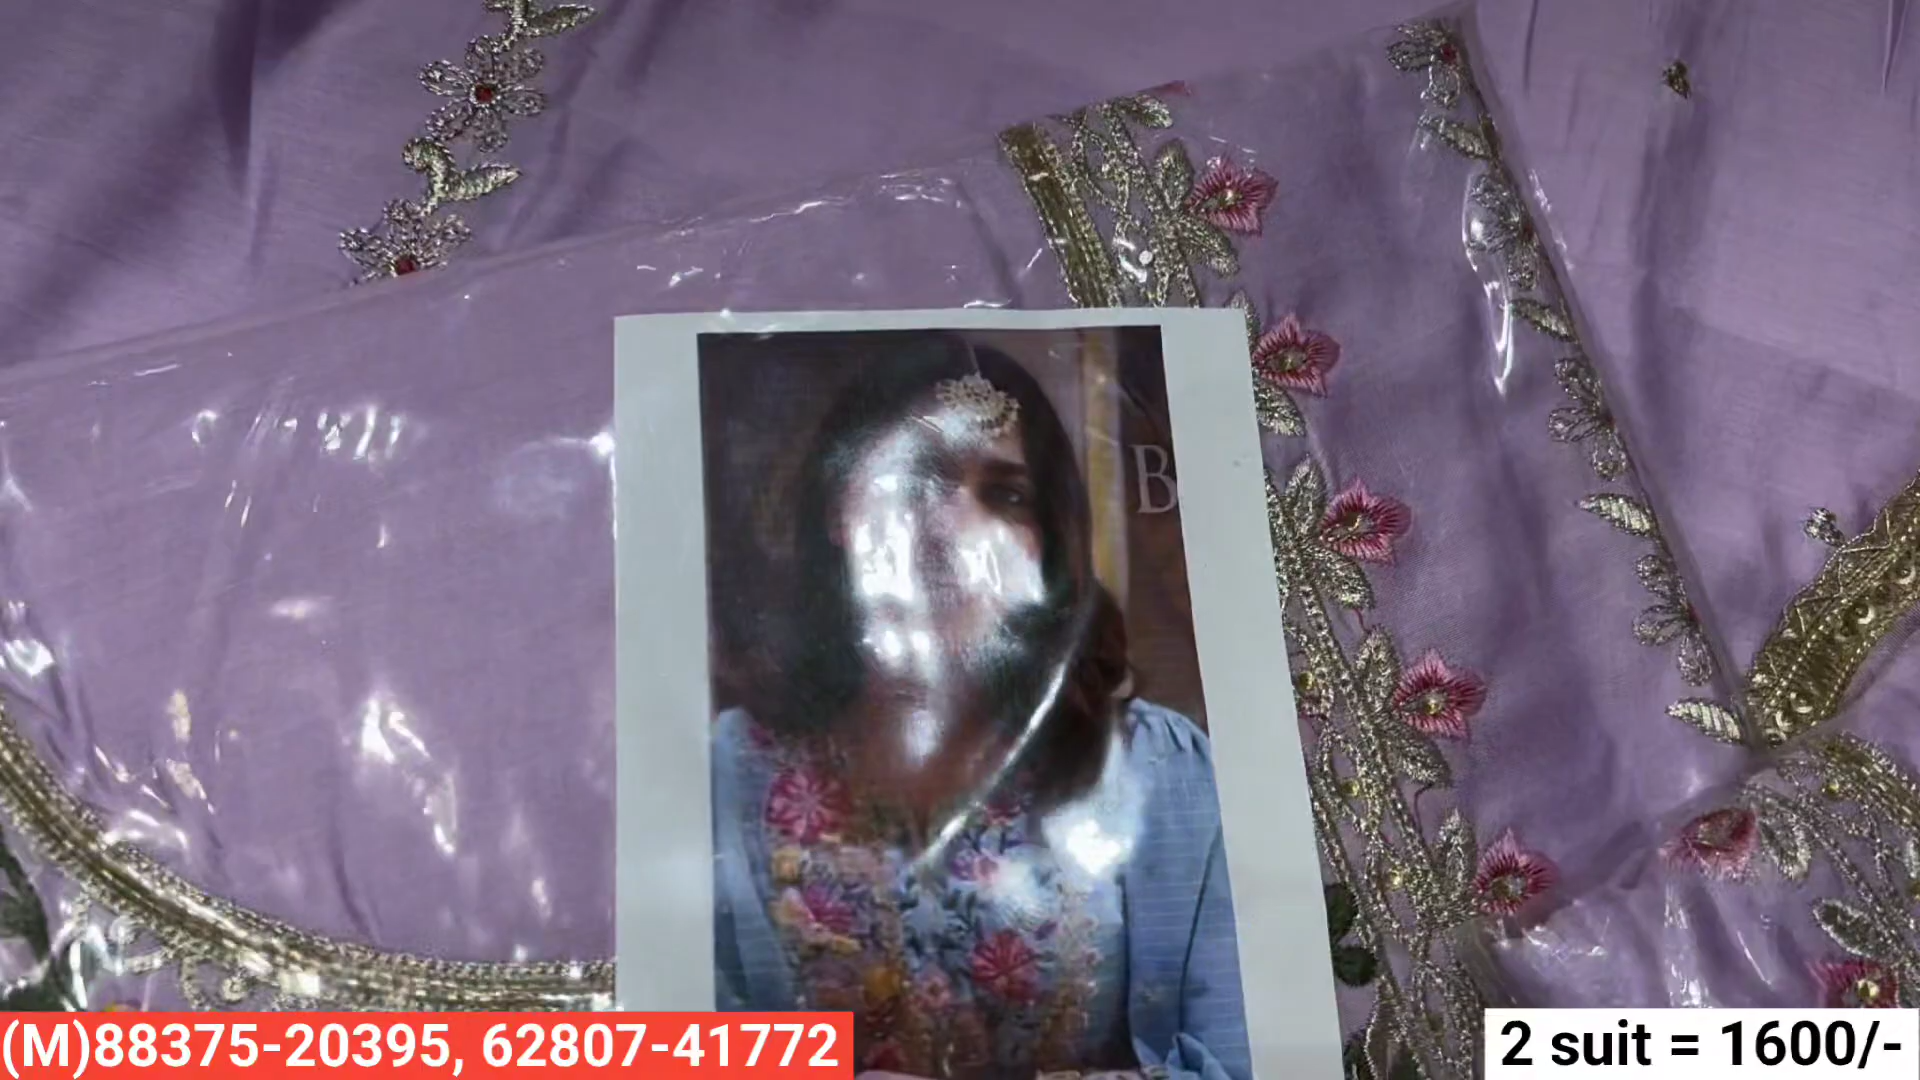 B
(M)88375-20395, 62807-41772
2 suit = 1600/-